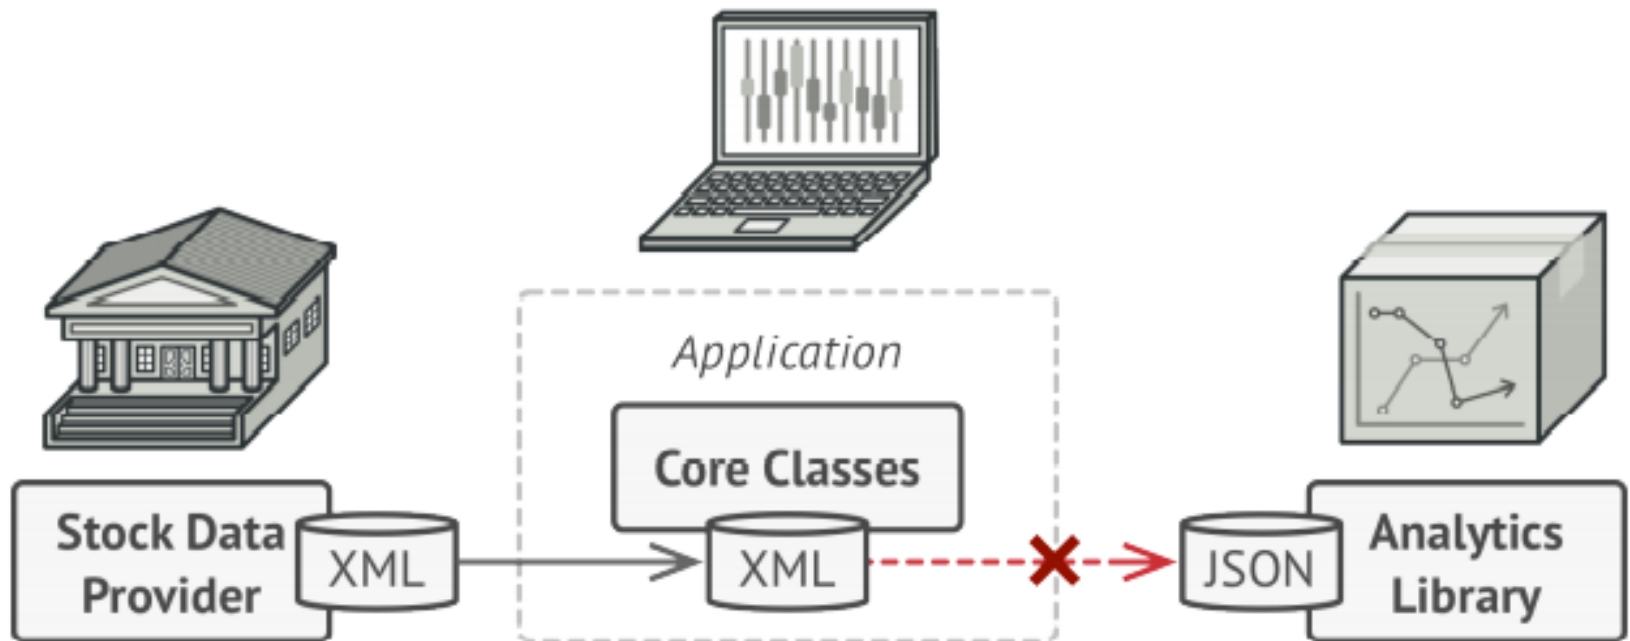 Application
Core Classes
Stock Data
Provider
XML
XML
JSON
Analytics
Library